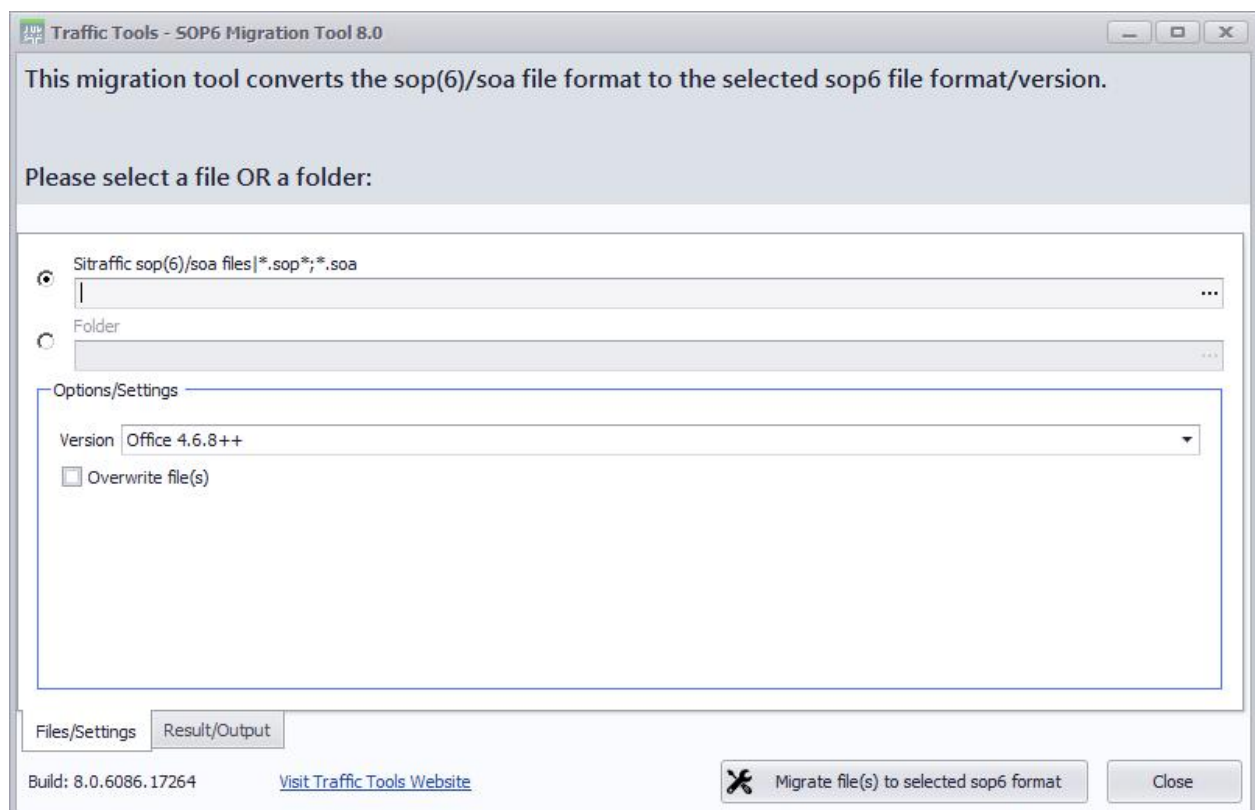 Traffic Tools - SOP6 Migration Tool 8.0
This migration tool converts the sop(6)/soa file format to the selected sop6 file format/version.
Please select a file OR a folder:
Sitraffic sop(6)/soa files|*.sop*;*.soa
...
Folder
...
Options/Settings
Version Office 4.6.8++
Overwrite file(s)
Files/Settings Result/Output
Build: 8.0.6086.17264 Visit Traffic Tools Website Migrate file(s) to selected sop6 format Close